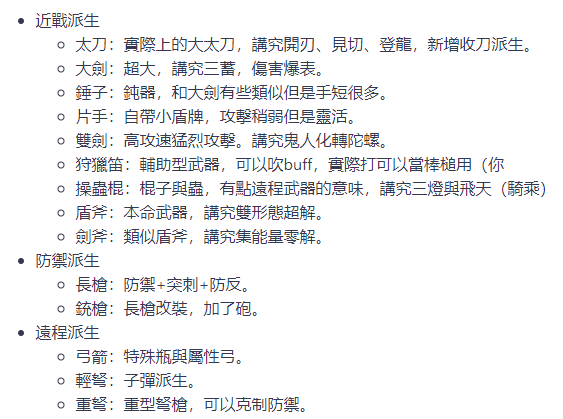 近戰派生
太刀：實際上的大太刀，講究開刃、見切、登龍，新增收刀派生。
大劍：超大，講究三蓄，傷害爆表。
錘子：鈍器，和大劍有些類似但是手短很多。
片手：自帶小盾牌，攻擊稍弱但是靈活。
雙劍：高攻速猛烈攻擊。講究鬼人化轉陀螺。
狩獵笛：輔助型武器，可以吹buff，實際打可以當棒槌用（你
操蟲棍：棍子與蟲，有點遠程武器的意味，講究三燈與飛天（騎乘）
盾斧：本命武器，講究雙形態超解。
劍斧：類似盾斧，講究集能量零解。
防禦派生
長槍：防禦+突刺+防反。
銃槍：長槍改裝，加了砲。
遠程派生
弓箭：特殊瓶與屬性弓。
輕弩：子彈派生。
重弩：重型弩槍，可以克制防禦。